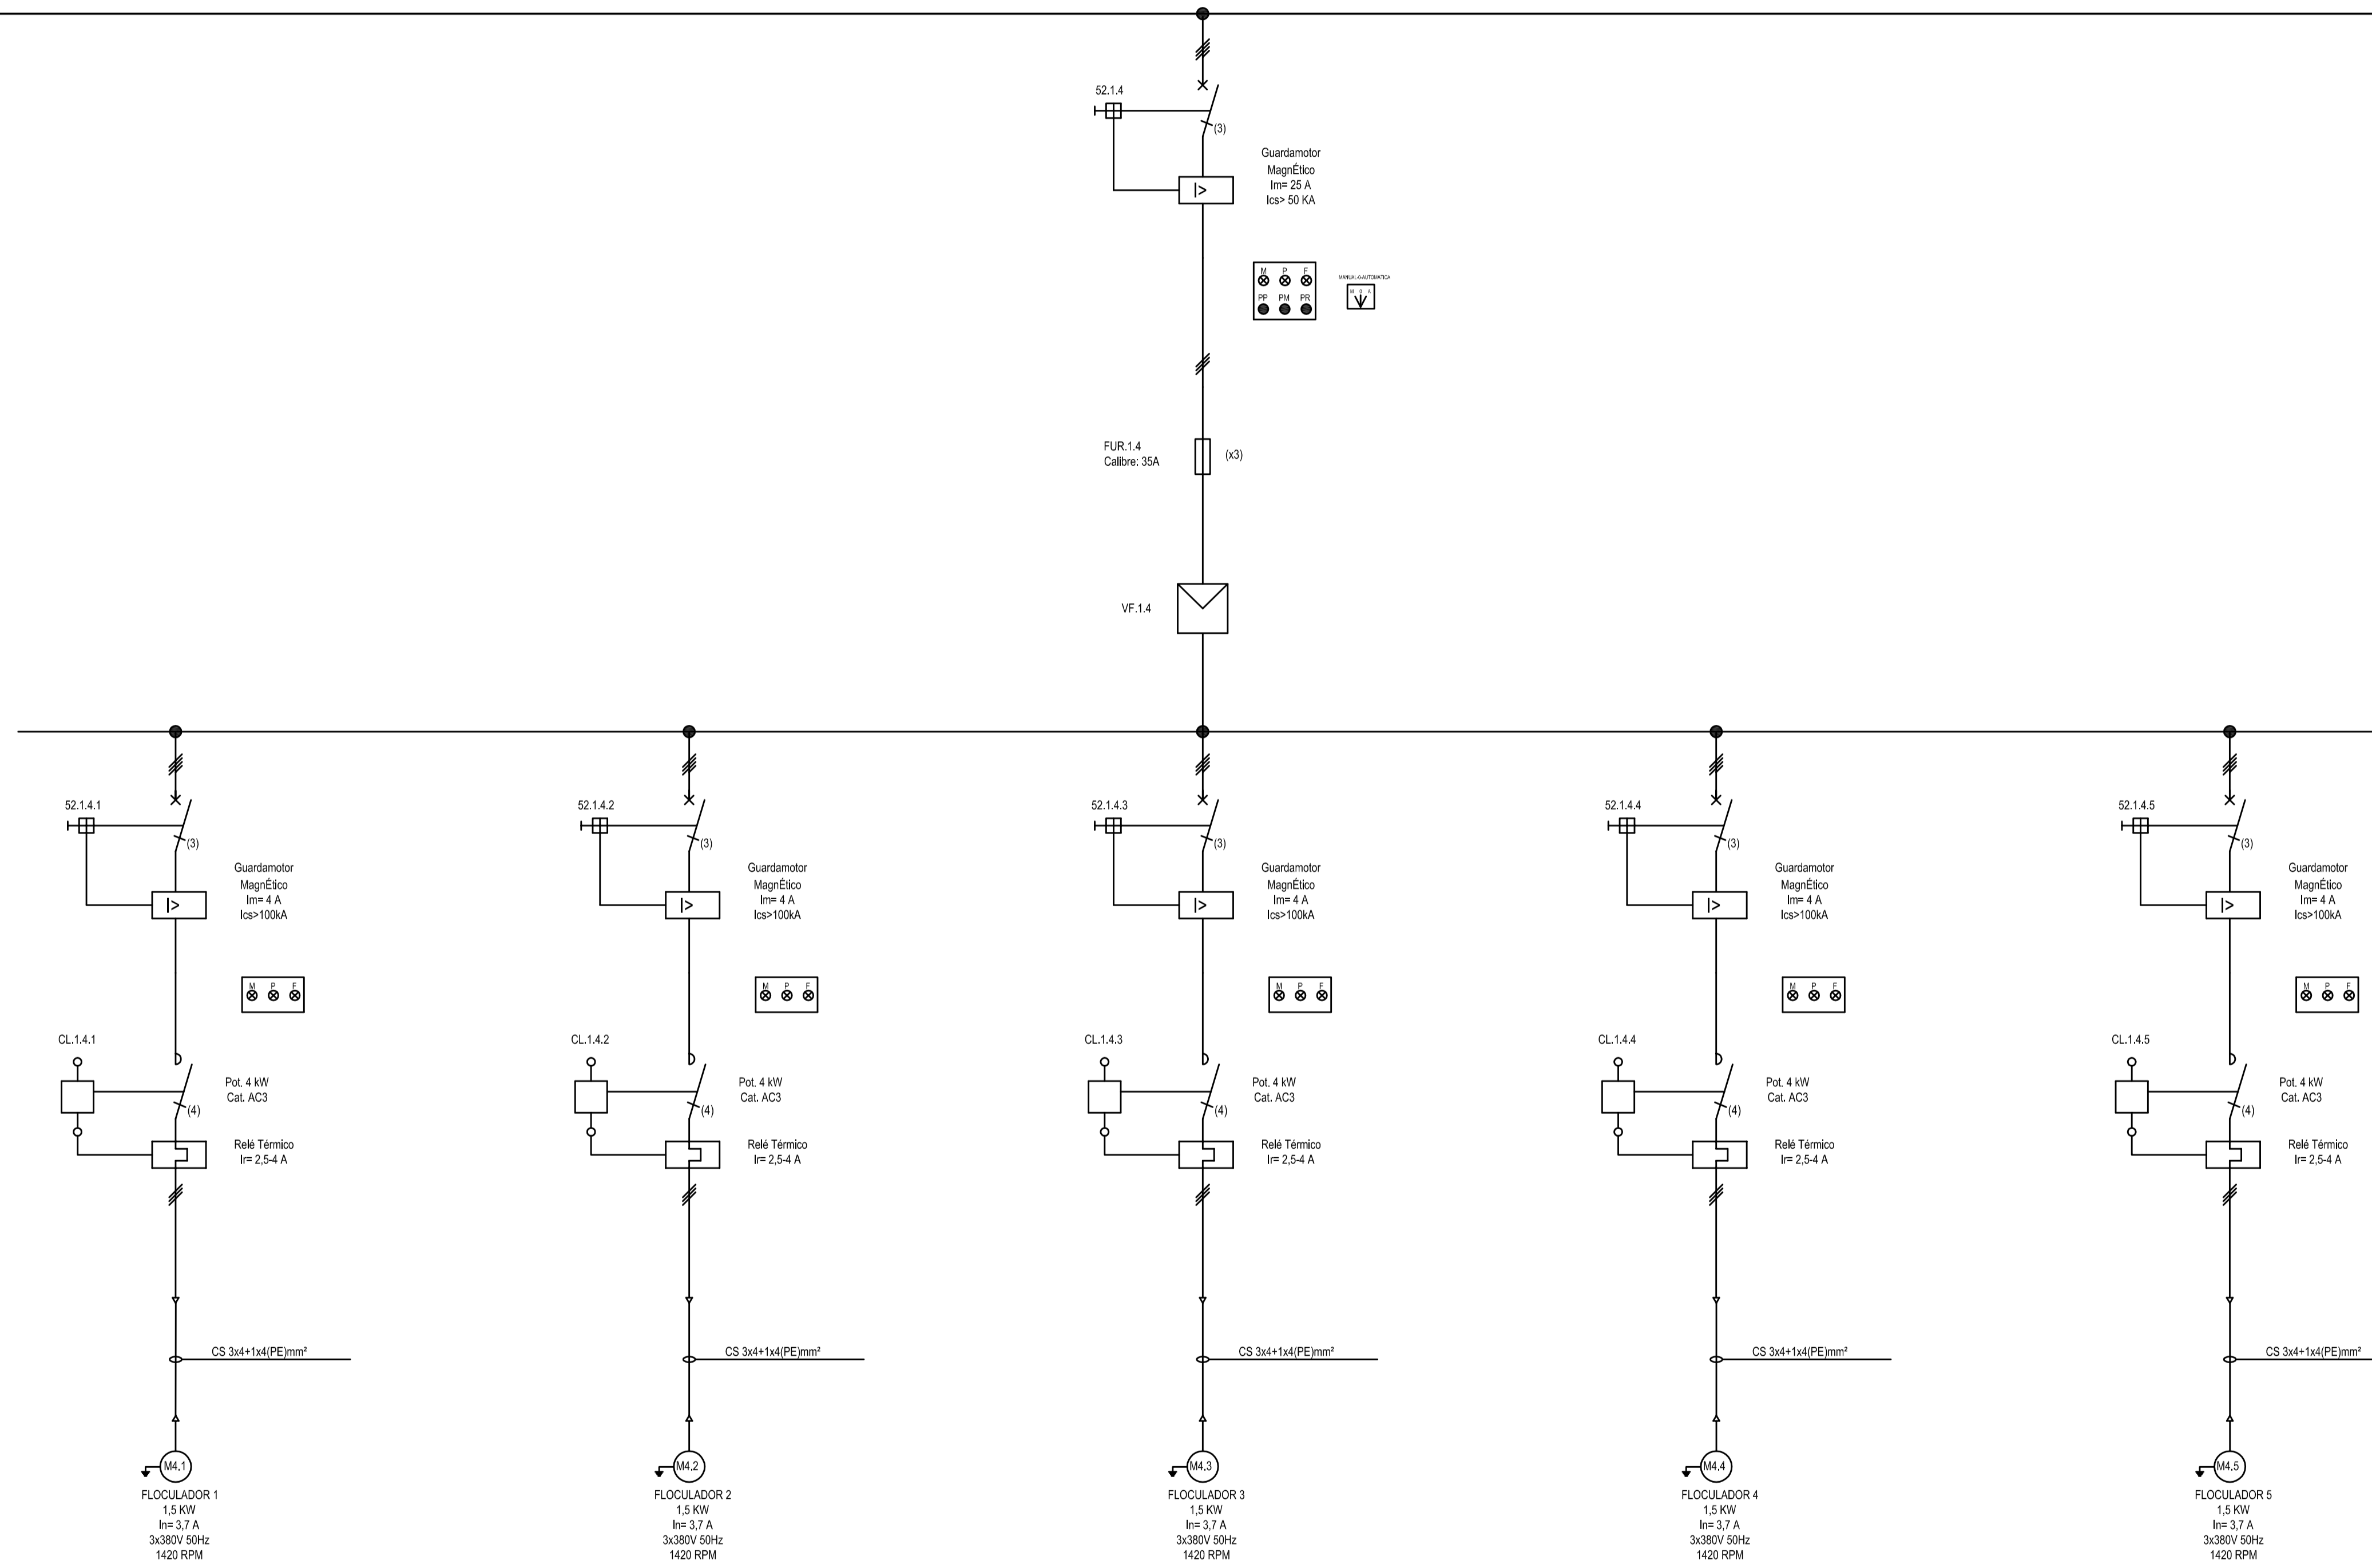 52.1.4
(3)
Guardamotor
MagnÉtico
Im= 25 A
Ics> 50 KA
I>
M P F
PP PM PR
MANUAL-0-AUTOMATICA
M 0 A
FUR.1.4
Calibre: 35A
(x3)
VF.1.4
52.1.4.1
(3)
Guardamotor
MagnÉtico
Im= 4 A
Ics>100kA
I>
M P F
CL.1.4.1
Pot. 4 kW
Cat. AC3
(4)
Relé Térmico
Ir= 2,5-4 A
CS 3x4+1x4(PE)mm²
M4.1
FLOCULADOR 1
1,5 KW
In= 3,7 A
3x380V 50Hz
1420 RPM
52.1.4.2
(3)
Guardamotor
MagnÉtico
Im= 4 A
Ics>100kA
I>
M P F
CL.1.4.2
Pot. 4 kW
Cat. AC3
(4)
Relé Térmico
Ir= 2,5-4 A
CS 3x4+1x4(PE)mm²
M4.2
FLOCULADOR 2
1,5 KW
In= 3,7 A
3x380V 50Hz
1420 RPM
52.1.4.3
(3)
Guardamotor
MagnÉtico
Im= 4 A
Ics>100kA
I>
M P F
CL.1.4.3
Pot. 4 kW
Cat. AC3
(4)
Relé Térmico
Ir= 2,5-4 A
CS 3x4+1x4(PE)mm²
M4.3
FLOCULADOR 3
1,5 KW
In= 3,7 A
3x380V 50Hz
1420 RPM
52.1.4.4
(3)
Guardamotor
MagnÉtico
Im= 4 A
Ics>100kA
I>
M P F
CL.1.4.4
Pot. 4 kW
Cat. AC3
(4)
Relé Térmico
Ir= 2,5-4 A
CS 3x4+1x4(PE)mm²
M4.4
FLOCULADOR 4
1,5 KW
In= 3,7 A
3x380V 50Hz
1420 RPM
52.1.4.5
(3)
Guardamotor
MagnÉtico
Im= 4 A
Ics>100kA
I>
M P F
CL.1.4.5
Pot. 4 kW
Cat. AC3
(4)
Relé Térmico
Ir= 2,5-4 A
CS 3x4+1x4(PE)mm²
M4.5
FLOCULADOR 5
1,5 KW
In= 3,7 A
3x380V 50Hz
1420 RPM